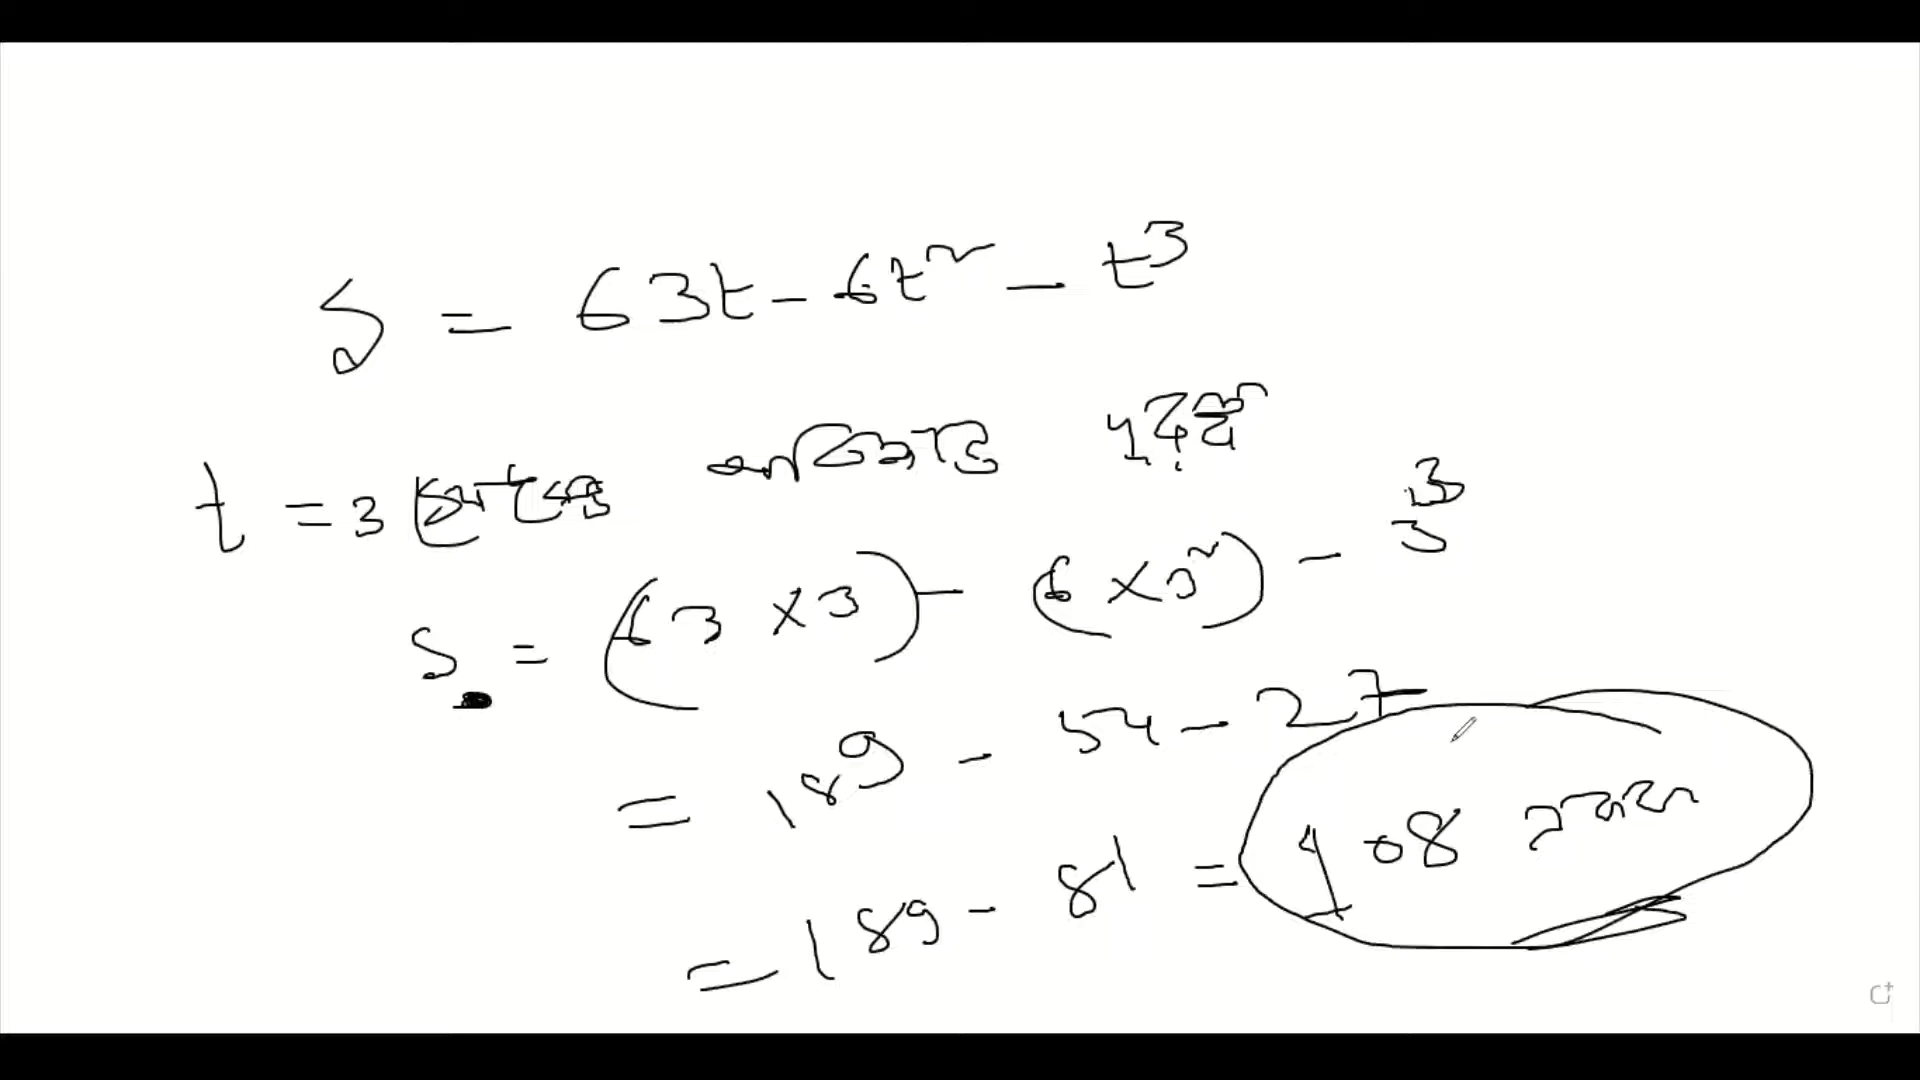 S = 63t - 6t² - t³
t = 3 সেকেন্ডে অতিক্রান্ত দূরত্ব
S = (63 × 3) - (6 × 3²) - 3³
= 189 - 54 - 27
= 189 - 81 = 108